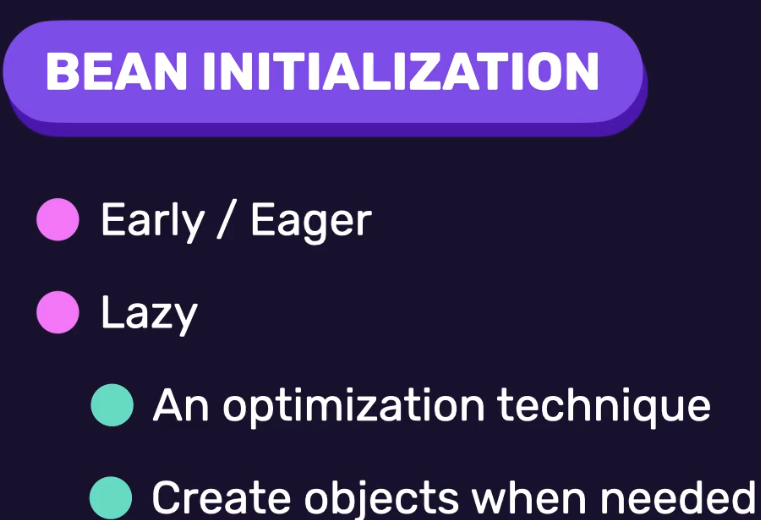 BEAN INITIALIZATION
Early / Eager
Lazy
An optimization technique
Create objects when needed